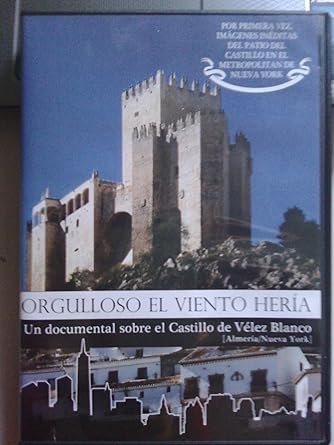 POR PRIMERA VEZ,
IMÁGENES INÉDITAS
DEL PATIO DEL
CASTILLO EN EL
METROPOLITAN DE
NUEVA YORK
ORGULLOSO EL VIENTO HERÍA
Un documental sobre el Castillo de Vélez Blanco
[Almería/Nueva York]